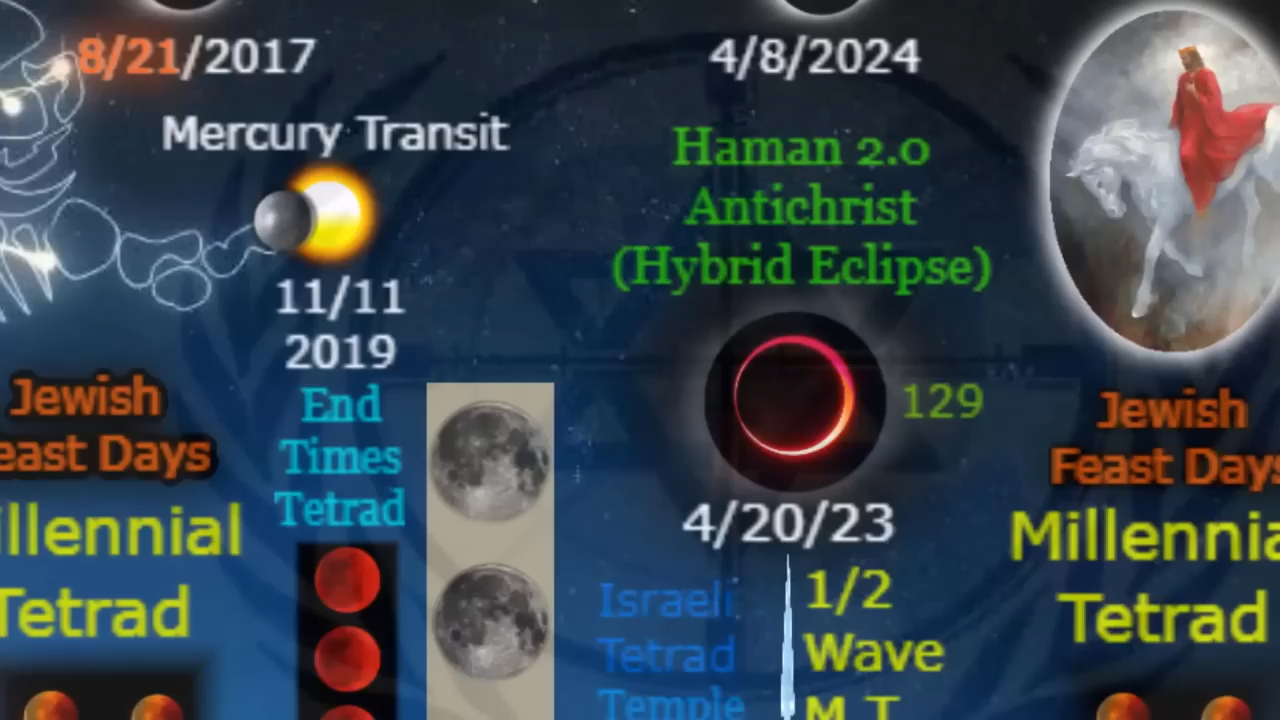 8/21/2017
4/8/2024
Mercury Transit
Haman 2.0
Antichrist
(Hybrid Eclipse)
11/11
2019
129
4/20/23
Jewish
east Days
illennial
Tetrad
End
Times
Tetrad
Israeli
Tetrad
Temple
1/2
Wave
M.T.
Jewish
Feast Days
Millennia
Tetrad